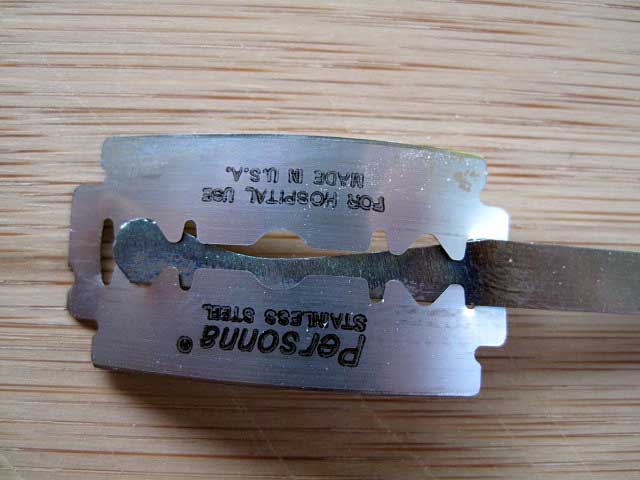 Personna®
STAINLESS STEEL
FOR HOSPITAL USE
MADE IN U.S.A.